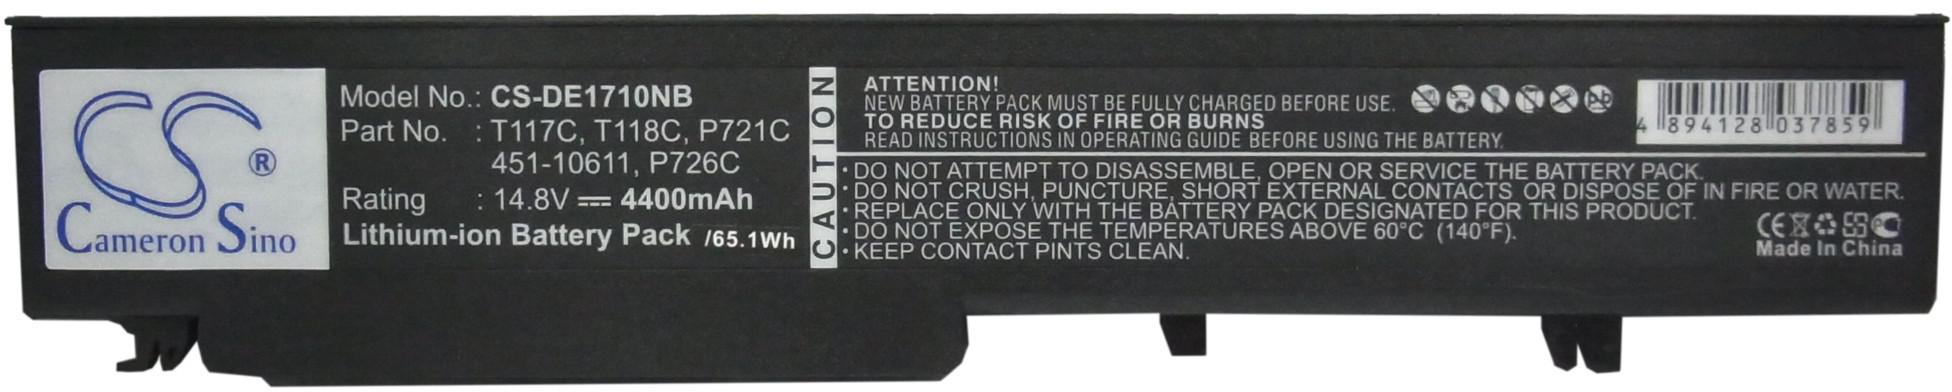 CS ®
Cameron Sino
Model No.: CS-DE1710NB
Part No. : T117C, T118C, P721C
451-10611, P726C
Rating : 14.8V 4400mAh
Lithium-ion Battery Pack /65.1Wh
CAUTION
ATTENTION!
NEW BATTERY PACK MUST BE FULLY CHARGED BEFORE USE.
TO REDUCE RISK OF FIRE OR BURNS
READ INSTRUCTIONS IN OPERATING GUIDE BEFORE USING THE BATTERY.
· DO NOT ATTEMPT TO DISASSEMBLE, OPEN OR SERVICE THE BATTERY PACK.
· DO NOT CRUSH, PUNCTURE, SHORT EXTERNAL CONTACTS OR DISPOSE OF IN FIRE OR WATER.
· REPLACE ONLY WITH THE BATTERY PACK DESIGNATED FOR THIS PRODUCT.
· DO NOT EXPOSE THE TEMPERATURES ABOVE 60°C (140°F).
· KEEP CONTACT PINTS CLEAN.
4 894128 037859
CE
Made In China